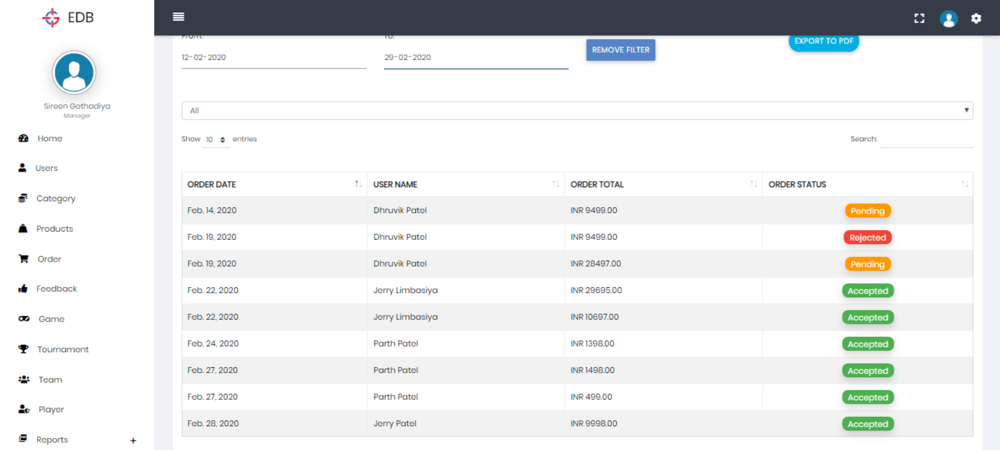 EDB
Sireen Gothadiya
Manager
Home
Users
Category
Products
Order
Feedback
Game
Tournament
Team
Player
Reports +
From: To:
12-02-2020 29-02-2020
REMOVE FILTER
EXPORT TO PDF
All
Show 10 entries
Search:
ORDER DATE USER NAME ORDER TOTAL ORDER STATUS
Feb. 14, 2020 Dhruvik Patel INR 9499.00 Pending
Feb. 19, 2020 Dhruvik Patel INR 9499.00 Rejected
Feb. 19, 2020 Dhruvik Patel INR 28497.00 Pending
Feb. 22, 2020 Jerry Limbasiya INR 29695.00 Accepted
Feb. 22, 2020 Jerry Limbasiya INR 10697.00 Accepted
Feb. 24, 2020 Parth Patel INR 1398.00 Accepted
Feb. 27, 2020 Parth Patel INR 1498.00 Accepted
Feb. 27, 2020 Parth Patel INR 499.00 Accepted
Feb. 28, 2020 Jerry Patel INR 9998.00 Accepted